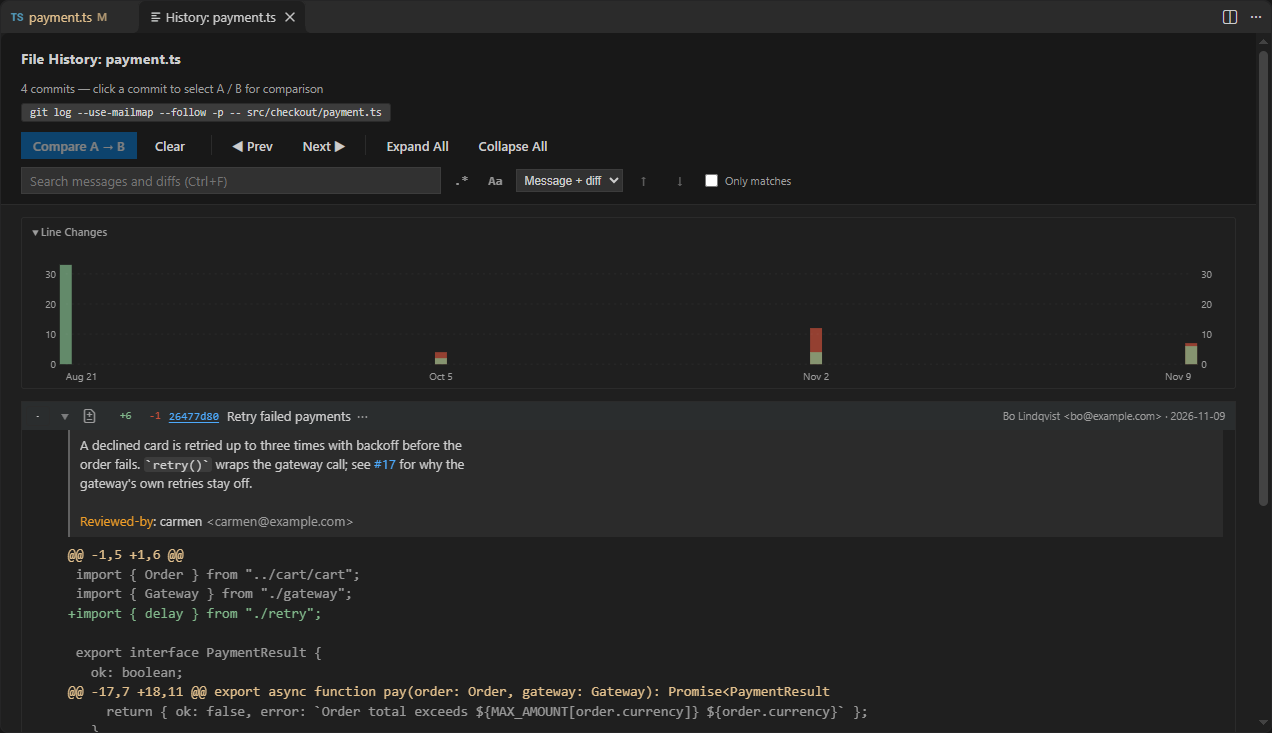 TS payment.ts M
History: payment.ts ✕
File History: payment.ts
4 commits — click a commit to select A / B for comparison
git log --use-mailmap --follow -p -- src/checkout/payment.ts
Compare A → B Clear ◀ Prev Next ▶ Expand All Collapse All
Search messages and diffs (Ctrl+F) .* Aa Message + diff ↑ ↓ Only matches
▾ Line Changes
30 30
20 20
10 10
0 0
Aug 21 Oct 5 Nov 2 Nov 9
- ▼ +6 -1 26477d80 Retry failed payments ··· Bo Lindqvist <bo@example.com> · 2026-11-09
A declined card is retried up to three times with backoff before the
order fails. `retry()` wraps the gateway call; see #17 for why the
gateway's own retries stay off.
Reviewed-by: carmen <carmen@example.com>
@@ -1,5 +1,6 @@
import { Order } from "../cart/cart";
import { Gateway } from "./gateway";
+import { delay } from "./retry";
export interface PaymentResult {
ok: boolean;
@@ -17,7 +18,11 @@ export async function pay(order: Order, gateway: Gateway): Promise<PaymentResult
return { ok: false, error: `Order total exceeds ${MAX_AMOUNT[order.currency]} ${order.currency}` };
}